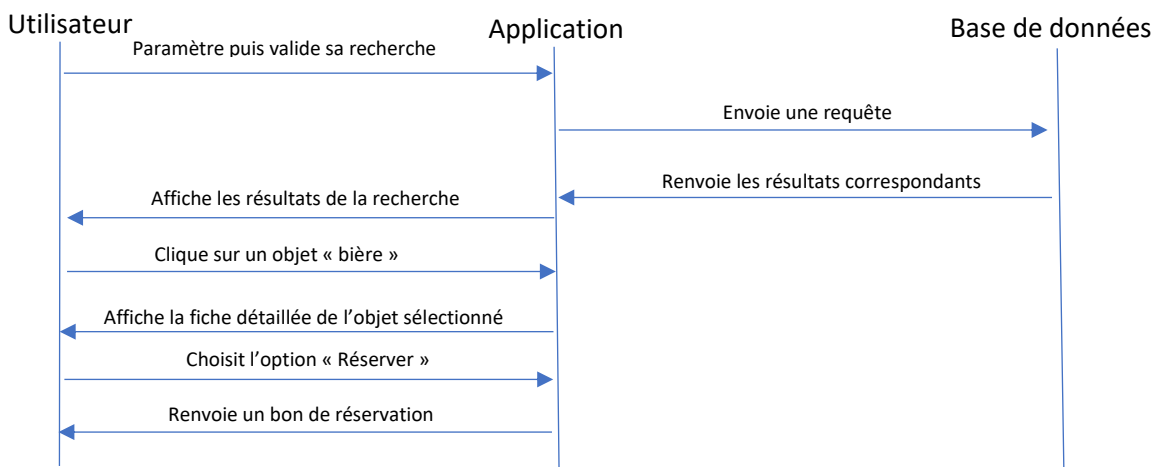 Utilisateur
Application
Base de données
Paramètre puis valide sa recherche
Envoie une requête
Renvoie les résultats correspondants
Affiche les résultats de la recherche
Clique sur un objet « bière »
Affiche la fiche détaillée de l’objet sélectionné
Choisit l’option « Réserver »
Renvoie un bon de réservation